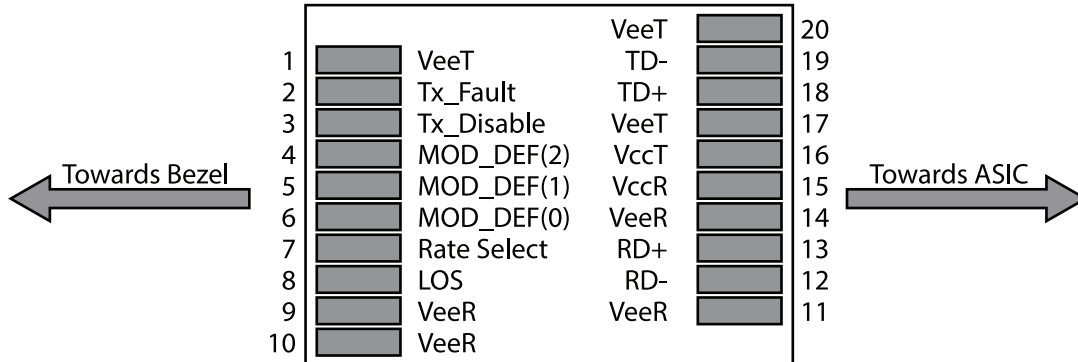 VeeT 20
1 VeeT TD- 19
2 Tx_Fault TD+ 18
3 Tx_Disable VeeT 17
4 MOD_DEF(2) VccT 16
Towards Bezel 5 MOD_DEF(1) VccR 15 Towards ASIC
6 MOD_DEF(0) VeeR 14
7 Rate Select RD+ 13
8 LOS RD- 12
9 VeeR VeeR 11
10 VeeR